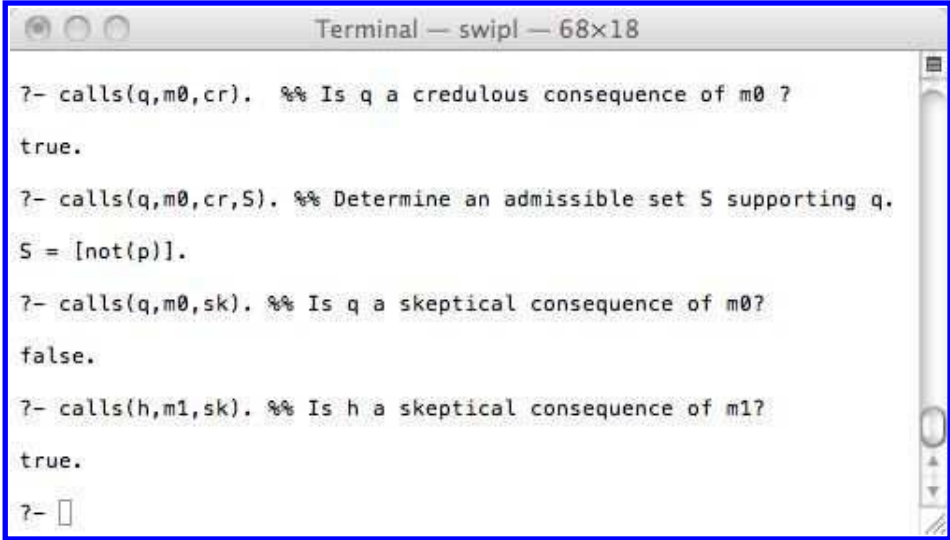 Terminal — swipl — 68×18
?- calls(q,m0,cr).  %% Is q a credulous consequence of m0 ?
true.
?- calls(q,m0,cr,S). %% Determine an admissible set S supporting q.
S = [not(p)].
?- calls(q,m0,sk). %% Is q a skeptical consequence of m0?
false.
?- calls(h,m1,sk). %% Is h a skeptical consequence of m1?
true.
?-